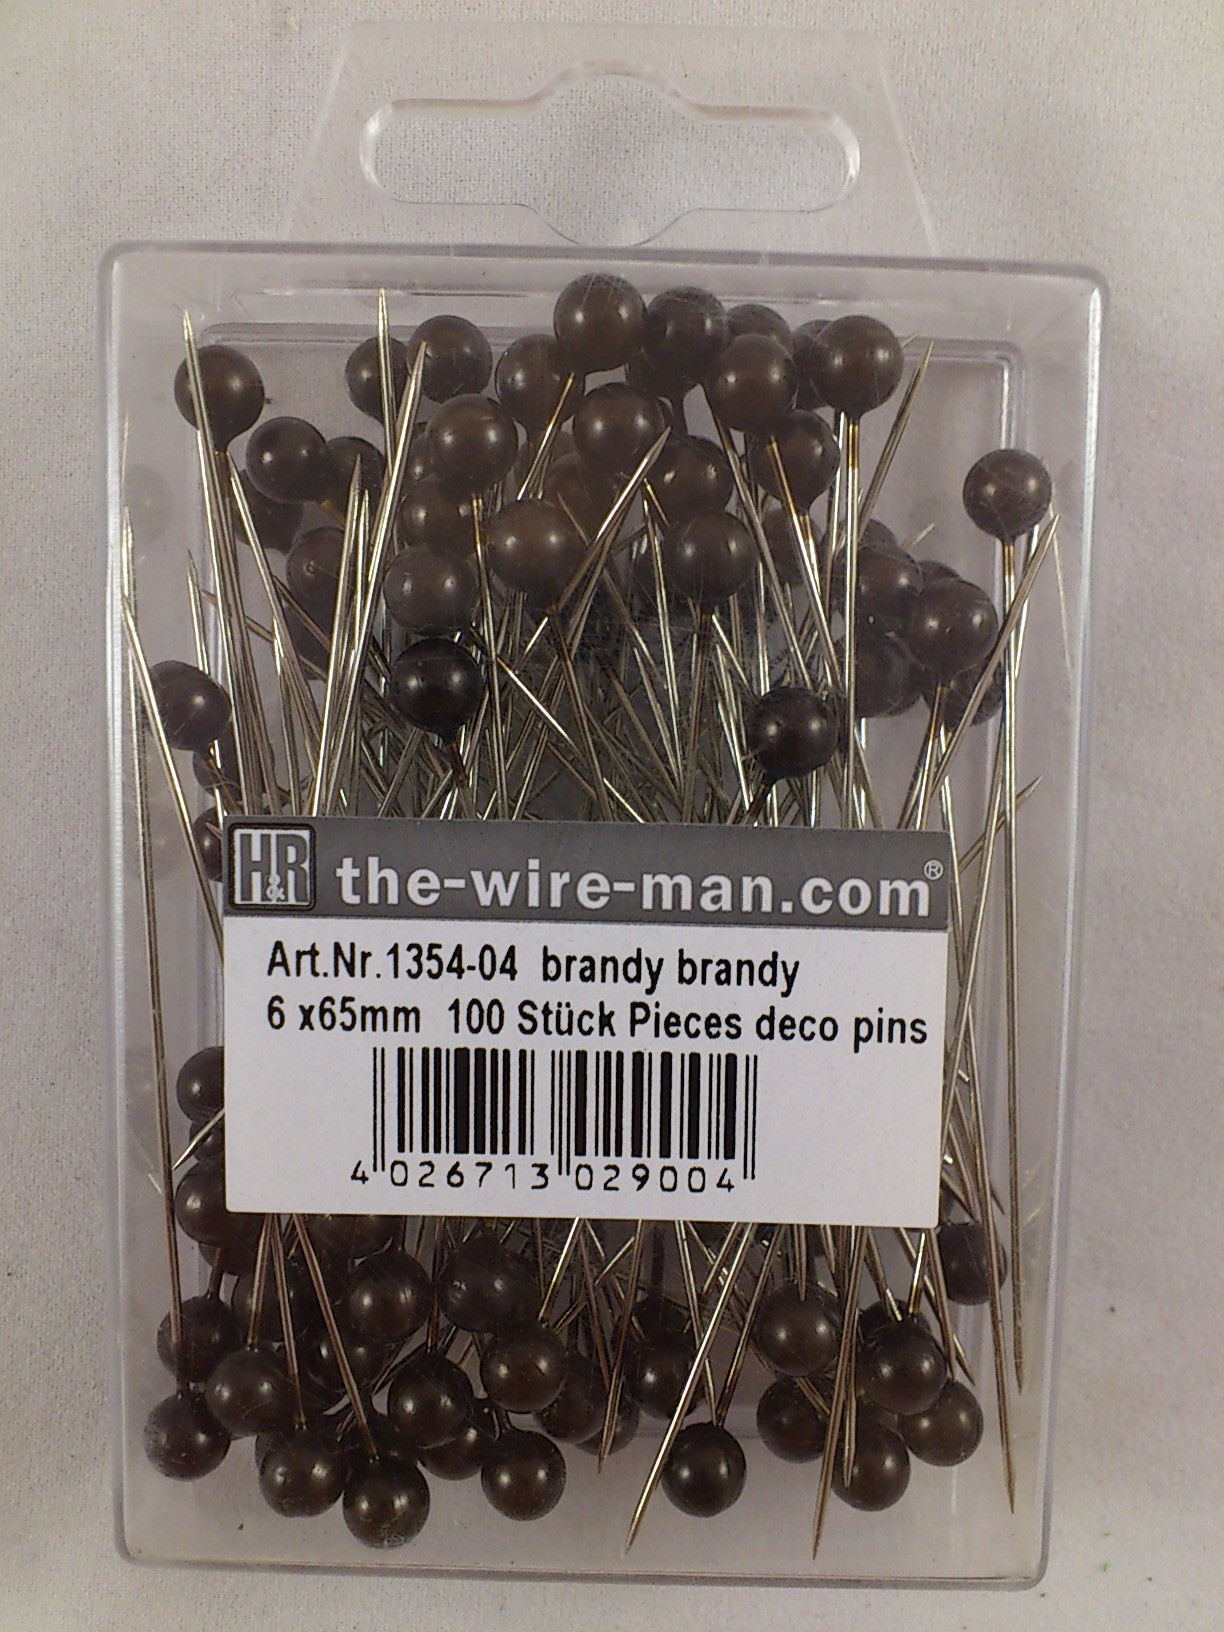 H&R the-wire-man.com®
Art.Nr.1354-04 brandy brandy
6 x65mm 100 Stück Pieces deco pins
4 026713 029004